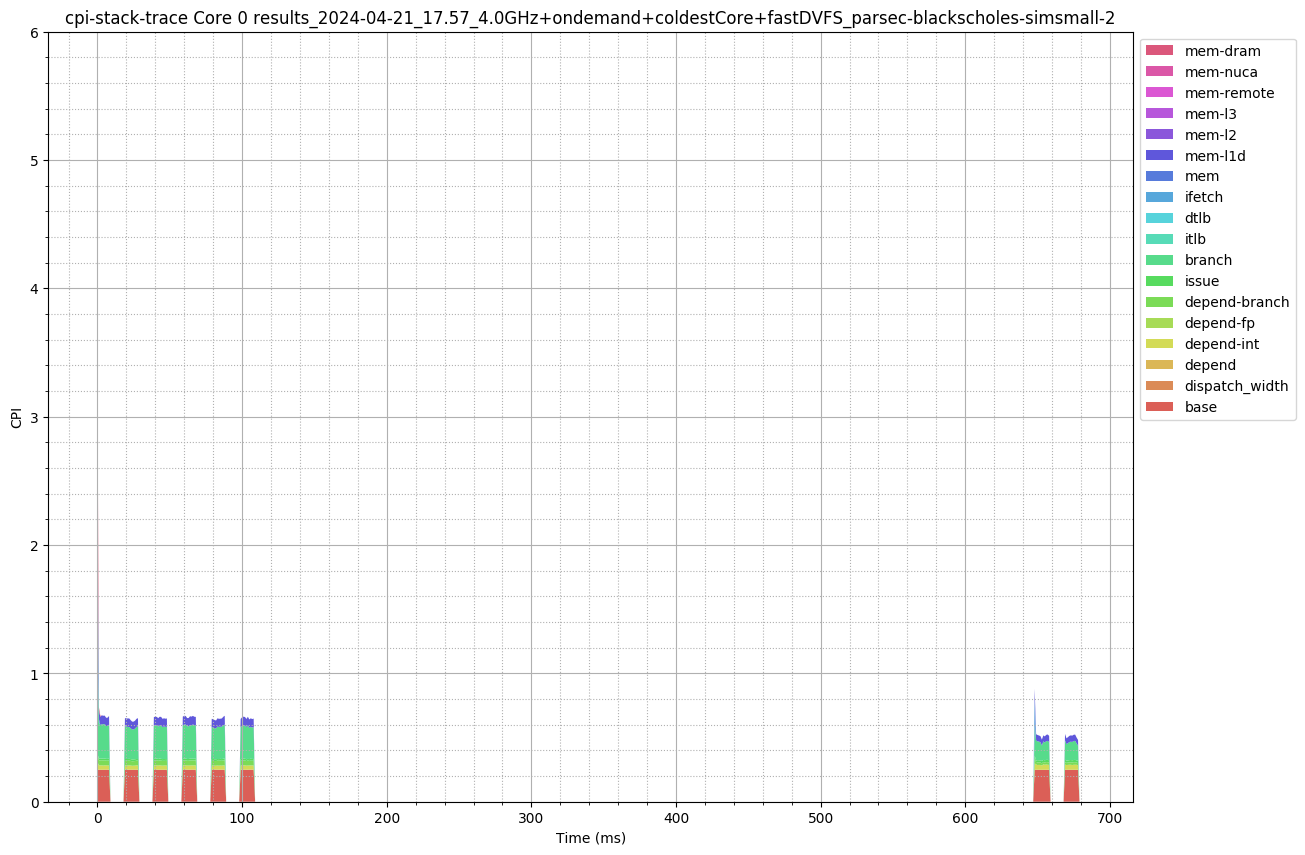 cpi-stack-trace Core 0 results_2024-04-21_17.57_4.0GHz+ondemand+coldestCore+fastDVFS_parsec-blackscholes-simsmall-2
6
5
4
3
2
1
0
CPI
0
100
200
300
400
500
600
700
Time (ms)
mem-dram
mem-nuca
mem-remote
mem-l3
mem-l2
mem-l1d
mem
ifetch
dtlb
itlb
branch
issue
depend-branch
depend-fp
depend-int
depend
dispatch_width
base